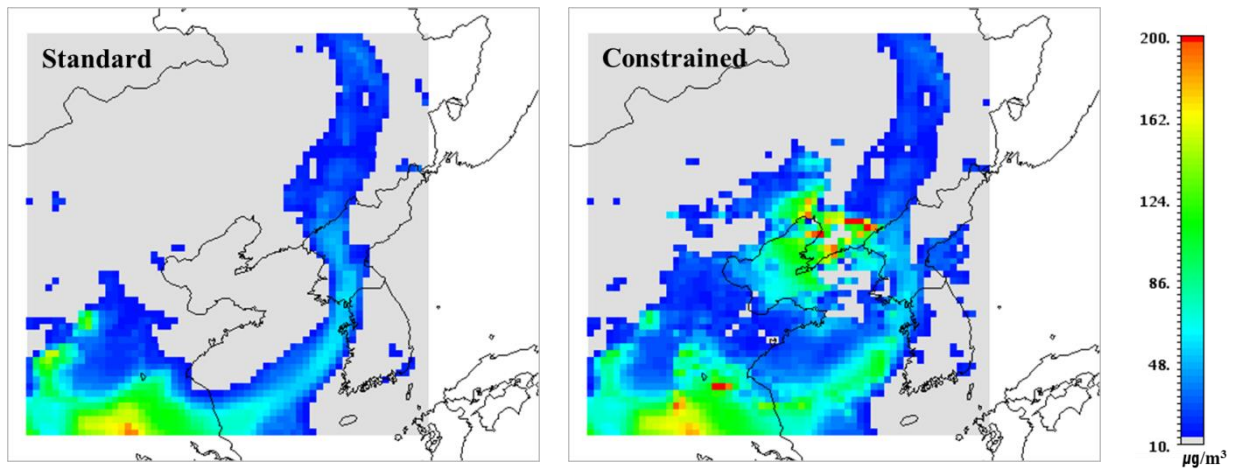 Standard
Constrained
200.
162.
124.
86.
48.
10.
µg/m³